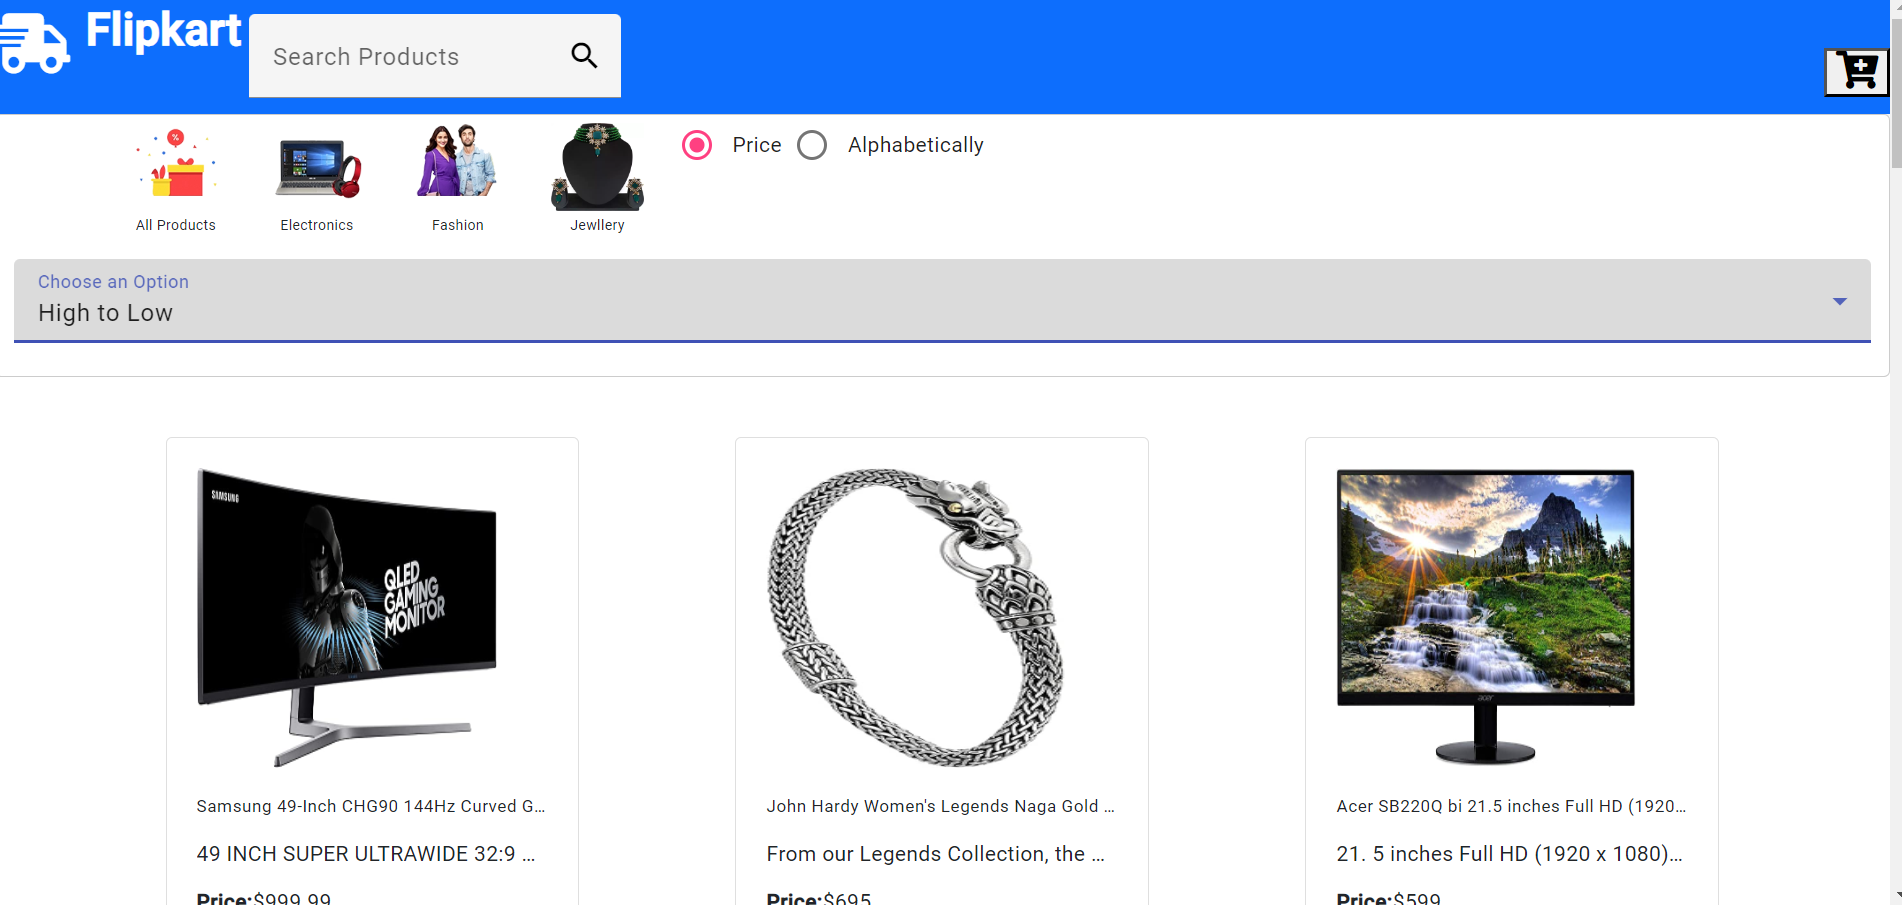 Flipkart
Search Products
%
All Products
Electronics
Fashion
Jewllery
Price
Alphabetically
Choose an Option
High to Low
SAMSUNG
QLED
GAMING
MONITOR
acer
Samsung 49-Inch CHG90 144Hz Curved G...
John Hardy Women's Legends Naga Gold ...
Acer SB220Q bi 21.5 inches Full HD (1920...
49 INCH SUPER ULTRAWIDE 32:9 ...
From our Legends Collection, the ...
21. 5 inches Full HD (1920 x 1080)...
Price:$999.99
Price:$695
Price:$599